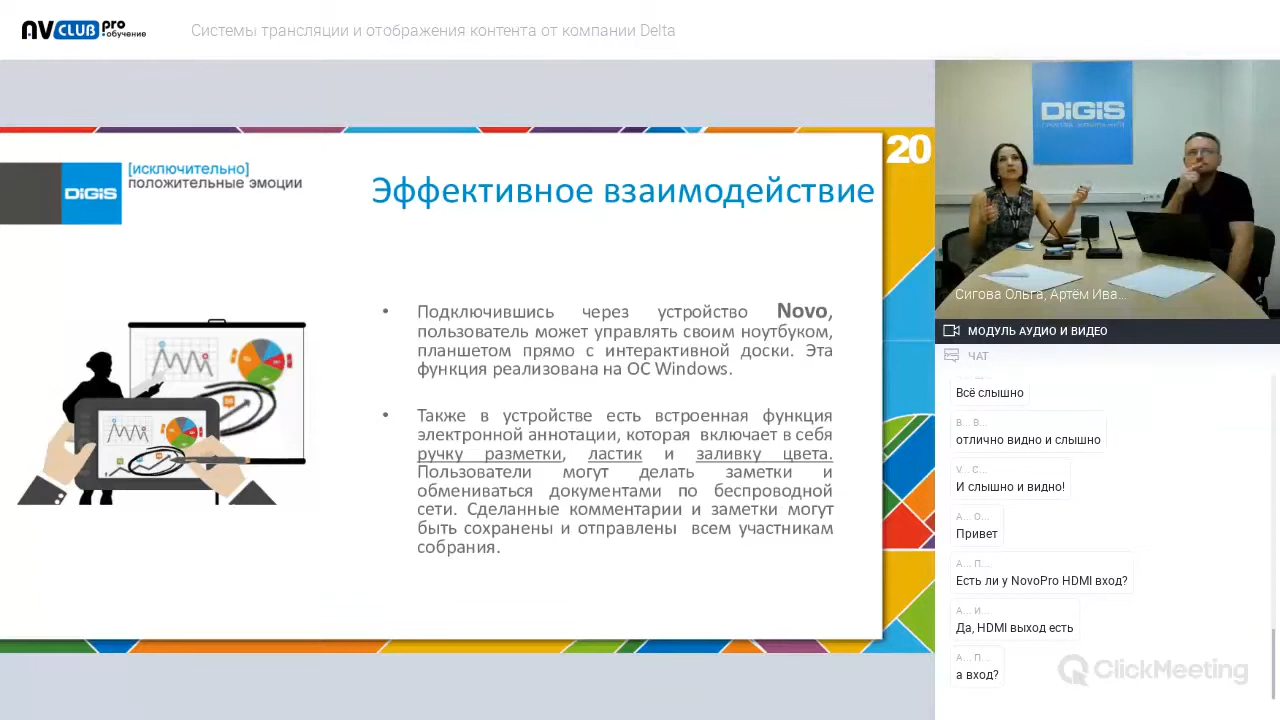 AVCLUB pro
обучение
Системы трансляции и отображения контента от компании Delta
20
DiGiS
[исключительно]
положительные эмоции
Эффективное взаимодействие
• Подключившись через устройство Novo,
пользователь может управлять своим ноутбуком,
планшетом прямо с интерактивной доски. Эта
функция реализована на ОС Windows.
• Также в устройстве есть встроенная функция
электронной аннотации, которая включает в себя
ручку разметки, ластик и заливку цвета.
Пользователи могут делать заметки и
обмениваться документами по беспроводной
сети. Сделанные комментарии и заметки могут
быть сохранены и отправлены всем участникам
собрания.
DiGiS
ГРУППА КОМПАНИЙ
Сигова Ольга, Артём Ива...
МОДУЛЬ АУДИО И ВИДЕО
ЧАТ
Всё слышно
В... В...
отлично видно и слышно
V... С...
И слышно и видно!
А... О...
Привет
А... П...
Есть ли у NovoPro HDMI вход?
А... И...
Да, HDMI выход есть
А... П...
а вход?
ClickMeeting